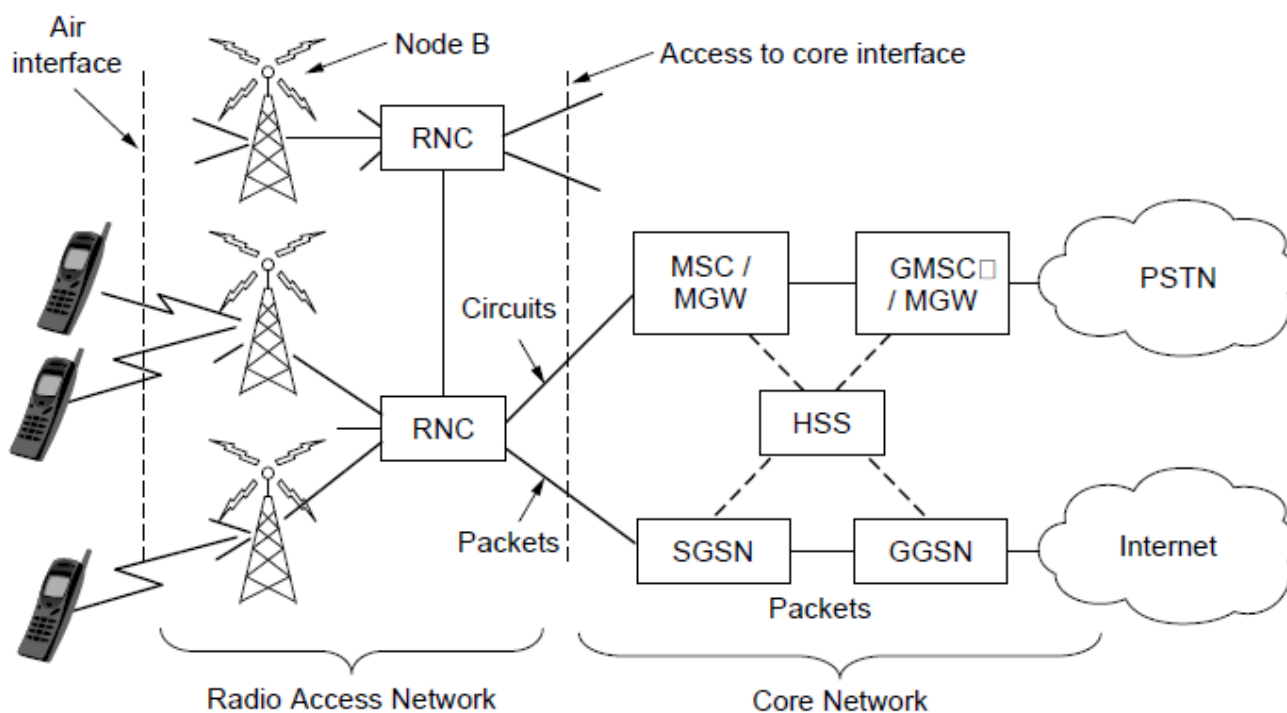 Air
interface
Node B
Access to core interface
RNC
MSC /
MGW
GMSC□
/ MGW
PSTN
Circuits
RNC
HSS
Packets
SGSN
GGSN
Internet
Packets
Radio Access Network
Core Network